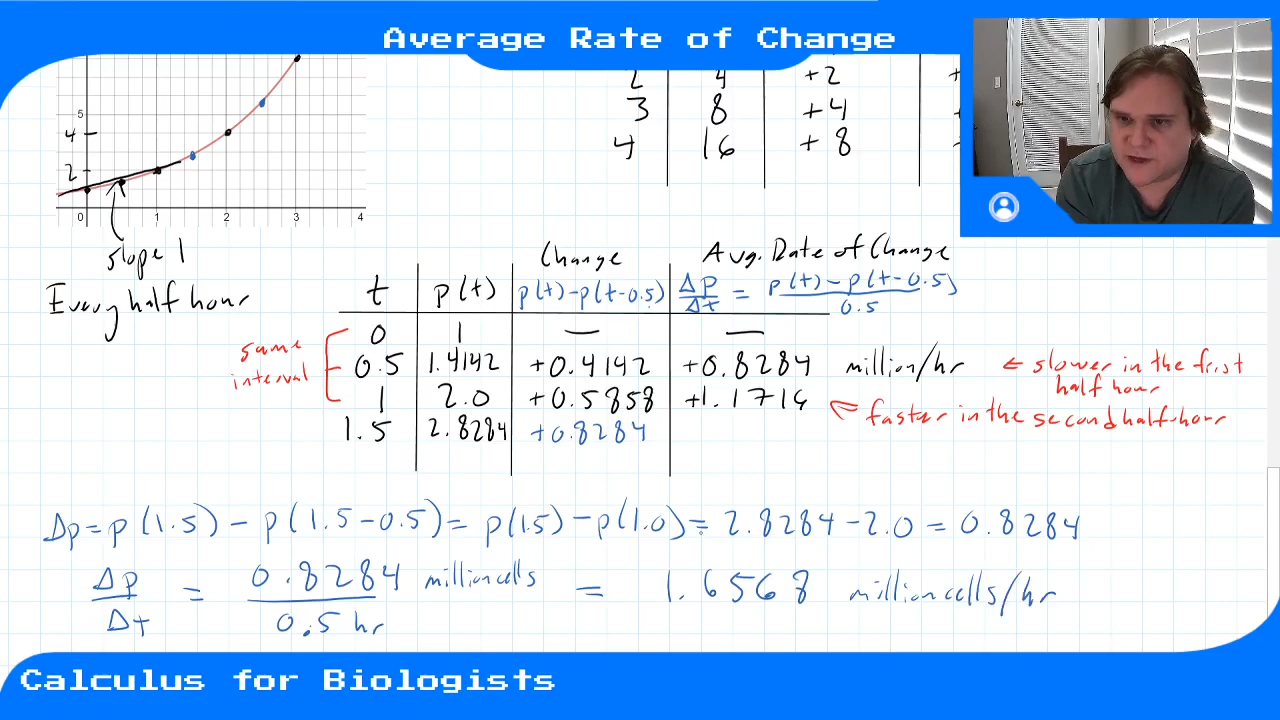 Average Rate of Change
5
4
2
0 1 2 3 4
slope 1
2 4 +2 +
3 8 +4 +
4 16 +8 +
Every half hour
Change
Avg. Rate of Change
t p(t) p(t)-p(t-0.5) Δp/Δt = p(t)-p(t-0.5)/0.5
0 1 — —
0.5 1.4142 +0.4142 +0.8284 million/hr ← slower in the frist
half hour
1 2.0 +0.5858 +1.1716 ← faster in the second half-hour
1.5 2.8284 +0.8284
same
interval
Δp = p(1.5) - p(1.5-0.5) = p(1.5) - p(1.0) = 2.8284 - 2.0 = 0.8284
Δp/Δt = 0.8284 million cells/0.5 hr = 1.6568 million cells/hr
Calculus for Biologists